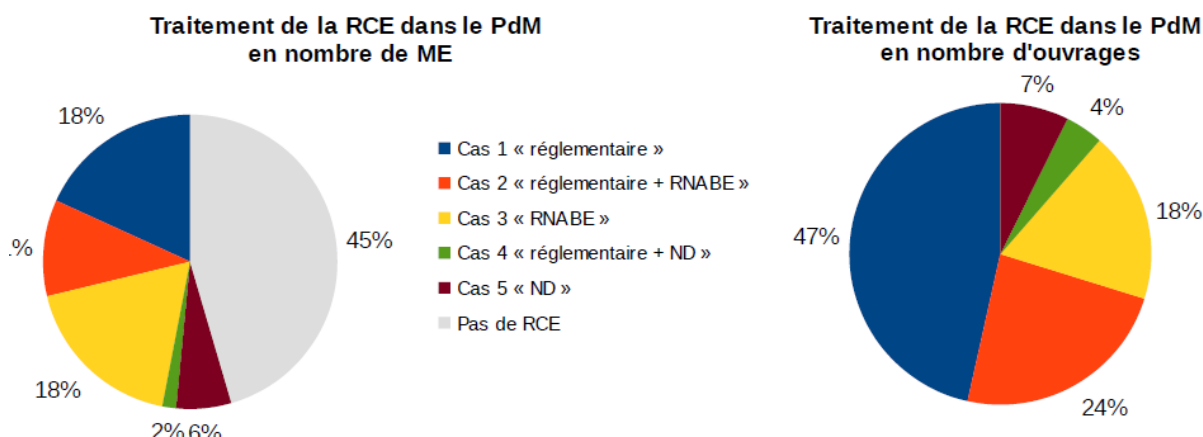 Traitement de la RCE dans le PdM
en nombre de ME
18%
45%
18%
2%
6%
Cas 1 « réglementaire »
Cas 2 « réglementaire + RNABE »
Cas 3 « RNABE »
Cas 4 « réglementaire + ND »
Cas 5 « ND »
Pas de RCE
Traitement de la RCE dans le PdM
en nombre d'ouvrages
7%
4%
18%
47%
24%